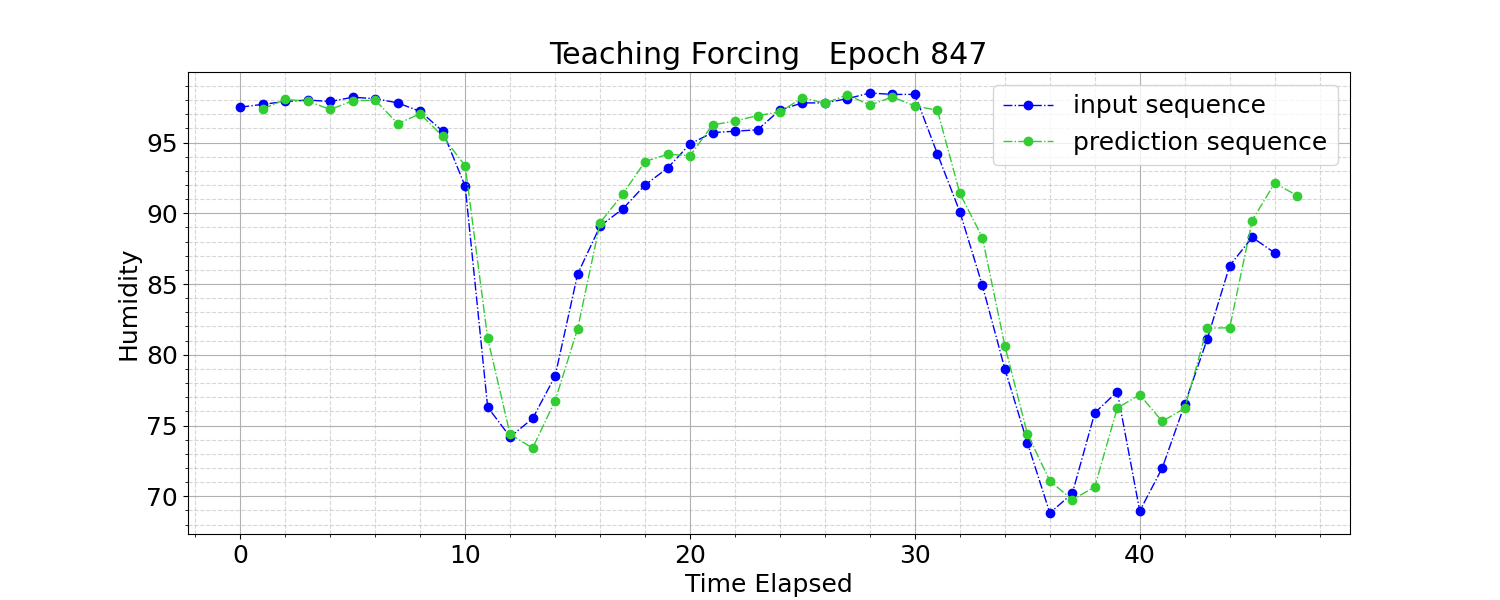 Teaching Forcing   Epoch 847
input sequence
prediction sequence
Humidity
95
90
85
80
75
70
0 10 20 30 40
Time Elapsed